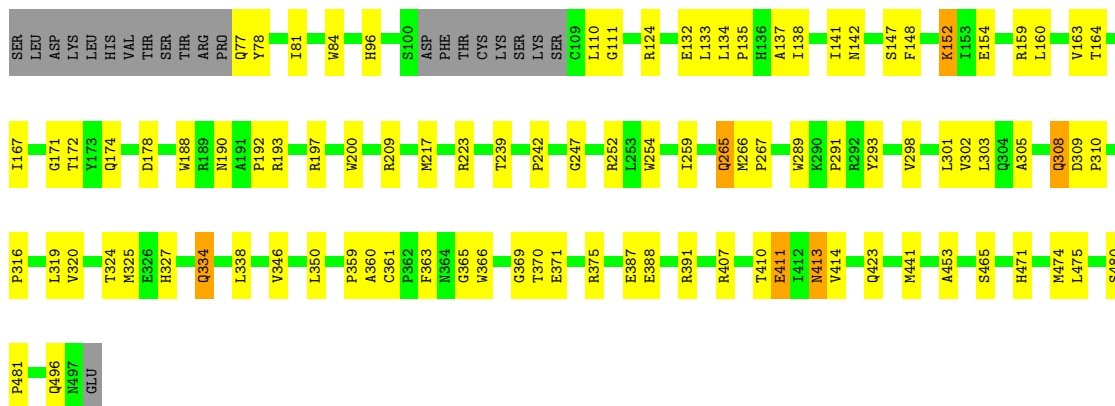 SER LEU ASP LYS LEU HIS VAL THR SER THR ARG PRO Q77 Y78 I81 W84 H96 S100 ASP PHE THR CYS LYS SER LYS SER C109 L110 G111 R124 E132 L133 L134 P135 H136 A137 I138 I141 N142 S147 F148 K152 I153 E154 R159 L160 V163 T164
I167 G171 T172 Y173 Q174 D178 W188 R189 N190 A191 P192 R193 R197 W200 R209 M217 R223 T239 P242 G247 R252 L253 W254 I259 Q265 M266 P267 W289 K290 P291 R292 Y293 V298 L301 V302 L303 Q304 A305 Q308 D309 P310
P316 L319 V320 T324 M325 E326 H327 Q334 L338 V346 L350 P359 A360 C361 P362 F363 N364 G365 W366 G369 T370 E371 R375 E387 E388 R391 R407 T410 E411 I412 N413 V414 Q423 M441 A453 S465 H471 M474 L475
P481 Q496 N497 GLU